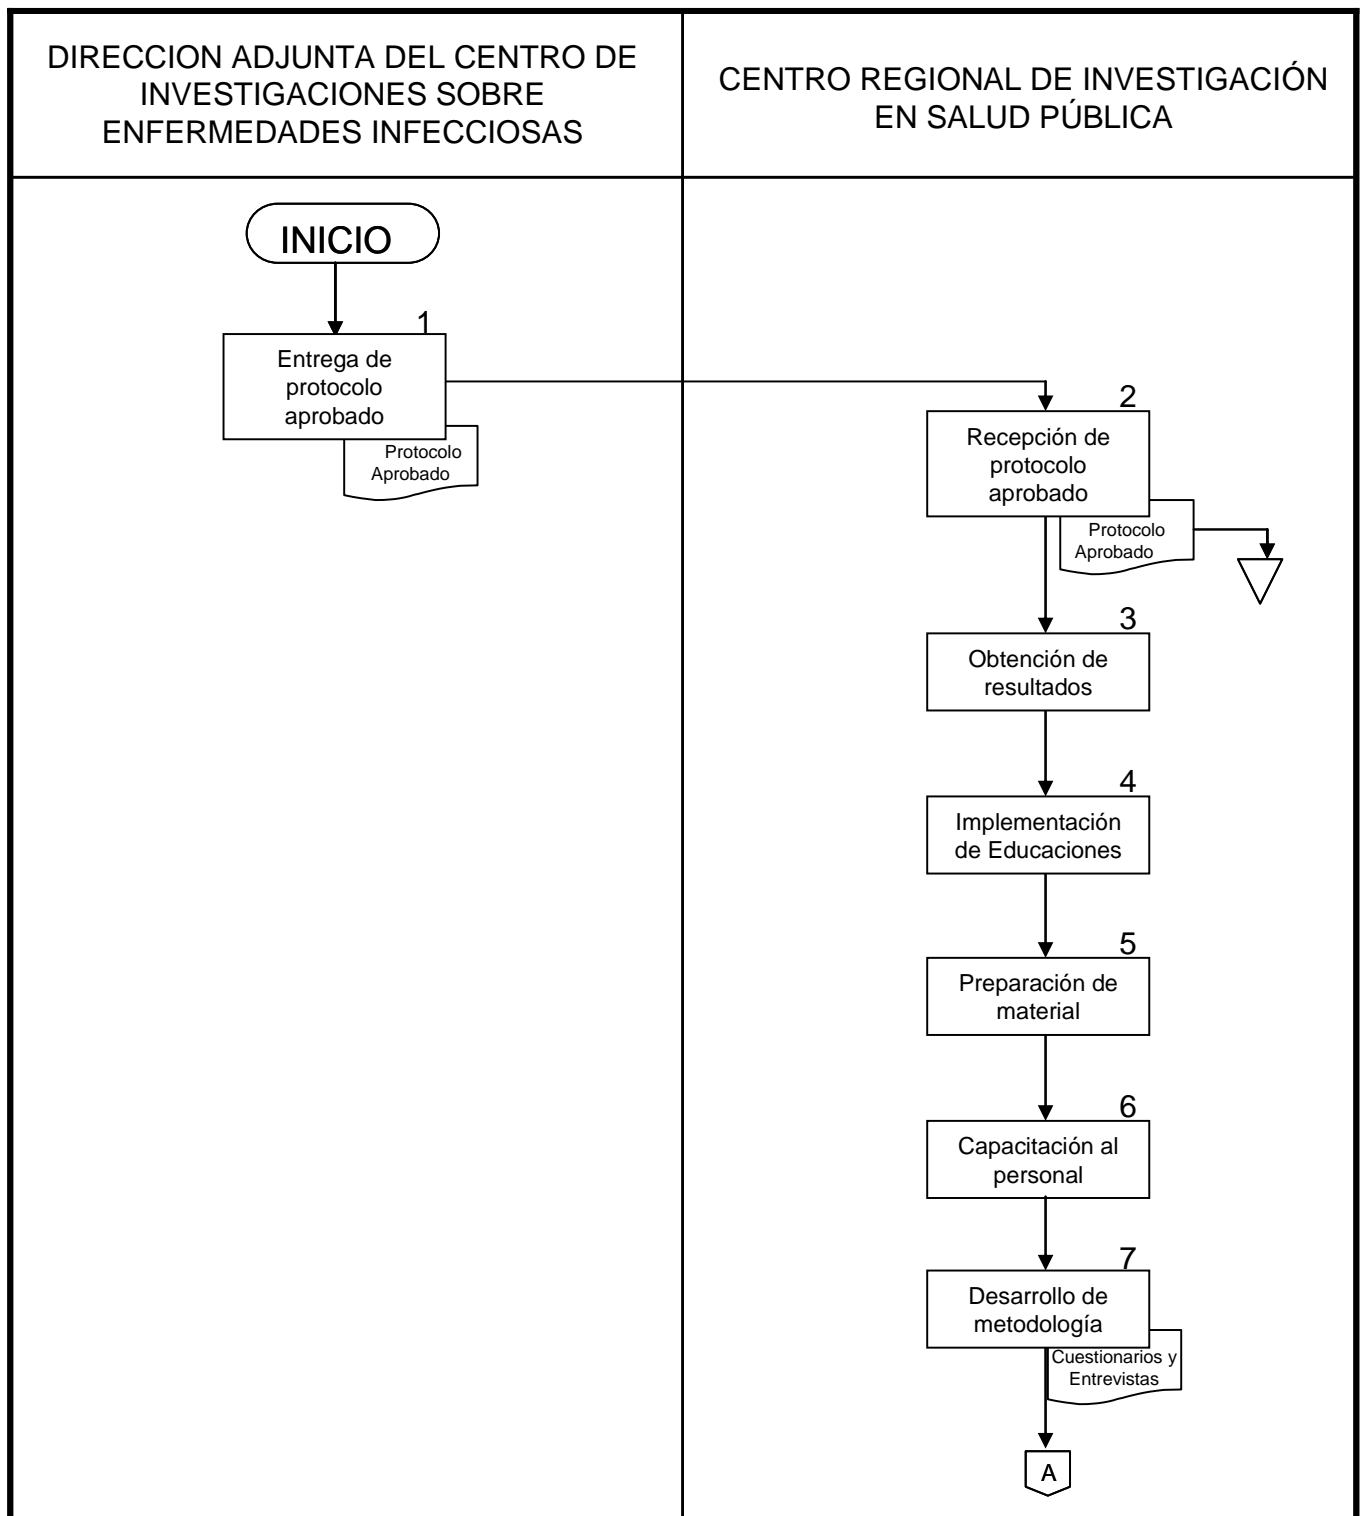 DIRECCION ADJUNTA DEL CENTRO DE
INVESTIGACIONES SOBRE
ENFERMEDADES INFECCIOSAS
CENTRO REGIONAL DE INVESTIGACIÓN
EN SALUD PÚBLICA
INICIO
1
Entrega de
protocolo
aprobado
Protocolo
Aprobado
2
Recepción de
protocolo
aprobado
Protocolo
Aprobado
3
Obtención de
resultados
4
Implementación
de Educaciones
5
Preparación de
material
6
Capacitación al
personal
7
Desarrollo de
metodología
Cuestionarios y
Entrevistas
A